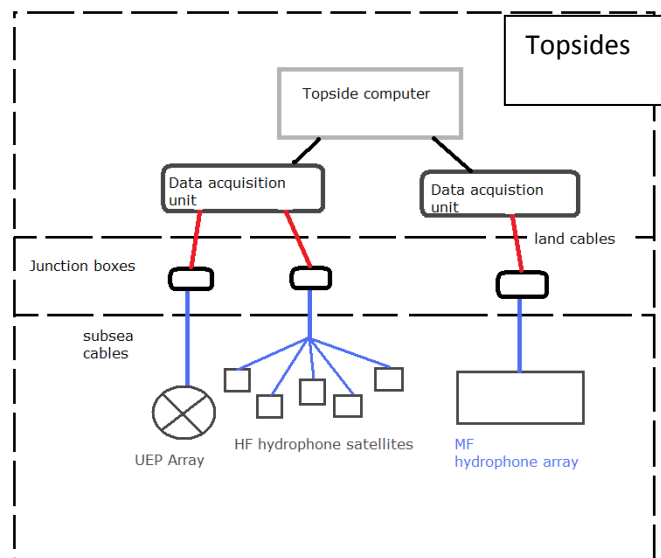 Topsides
Topside computer
Data acquisition
unit
Data acqustion
unit
land cables
Junction boxes
subsea
cables
HF hydrophone satellites
MF
hydrophone array
UEP Array